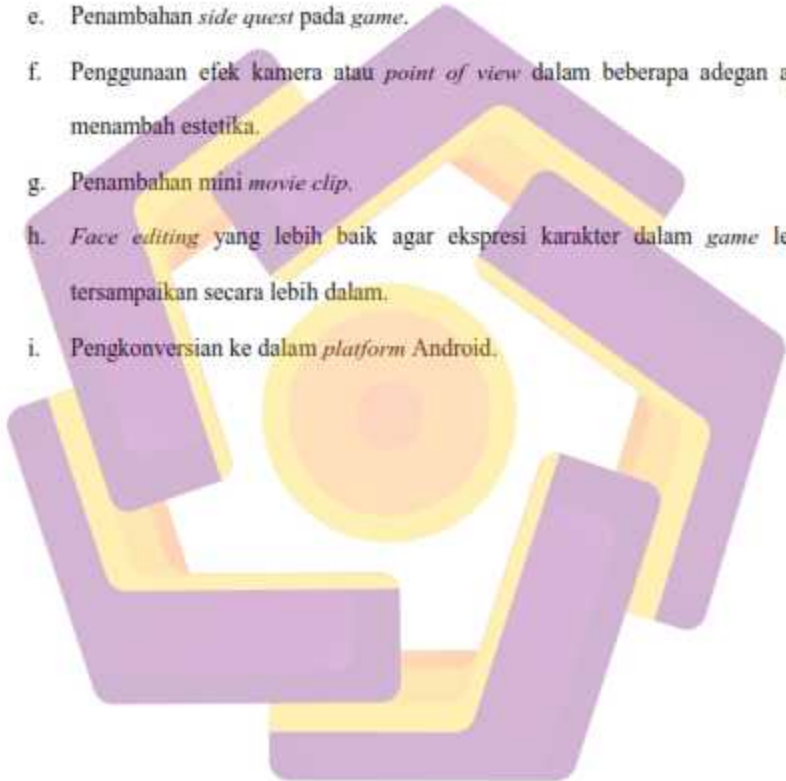 e. Penambahan side quest pada game.
f. Penggunaan efek kamera atau point of view dalam beberapa adegan
menambah estetika.
g. Penambahan mini movie clip.
h. Face editing yang lebih baik agar ekspresi karakter dalam game
tersampaikan secara lebih dalam.
i. Pengkonversian ke dalam platform Android.